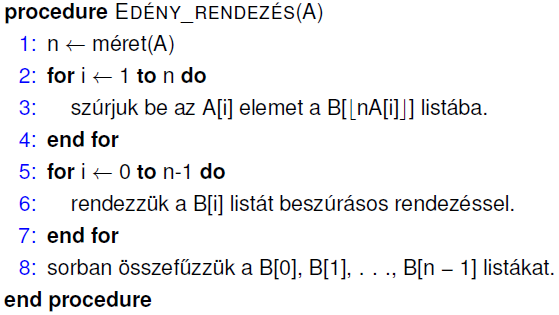 procedure EDÉNY_RENDEZÉS(A)
1: n ← méret(A)
2: for i ← 1 to n do
3: szúrjuk be az A[i] elemet a B[⌊nA[i]⌋] listába.
4: end for
5: for i ← 0 to n-1 do
6: rendezzük a B[i] listát beszúrásos rendezéssel.
7: end for
8: sorban összefűzzük a B[0], B[1], . . ., B[n − 1] listákat.
end procedure